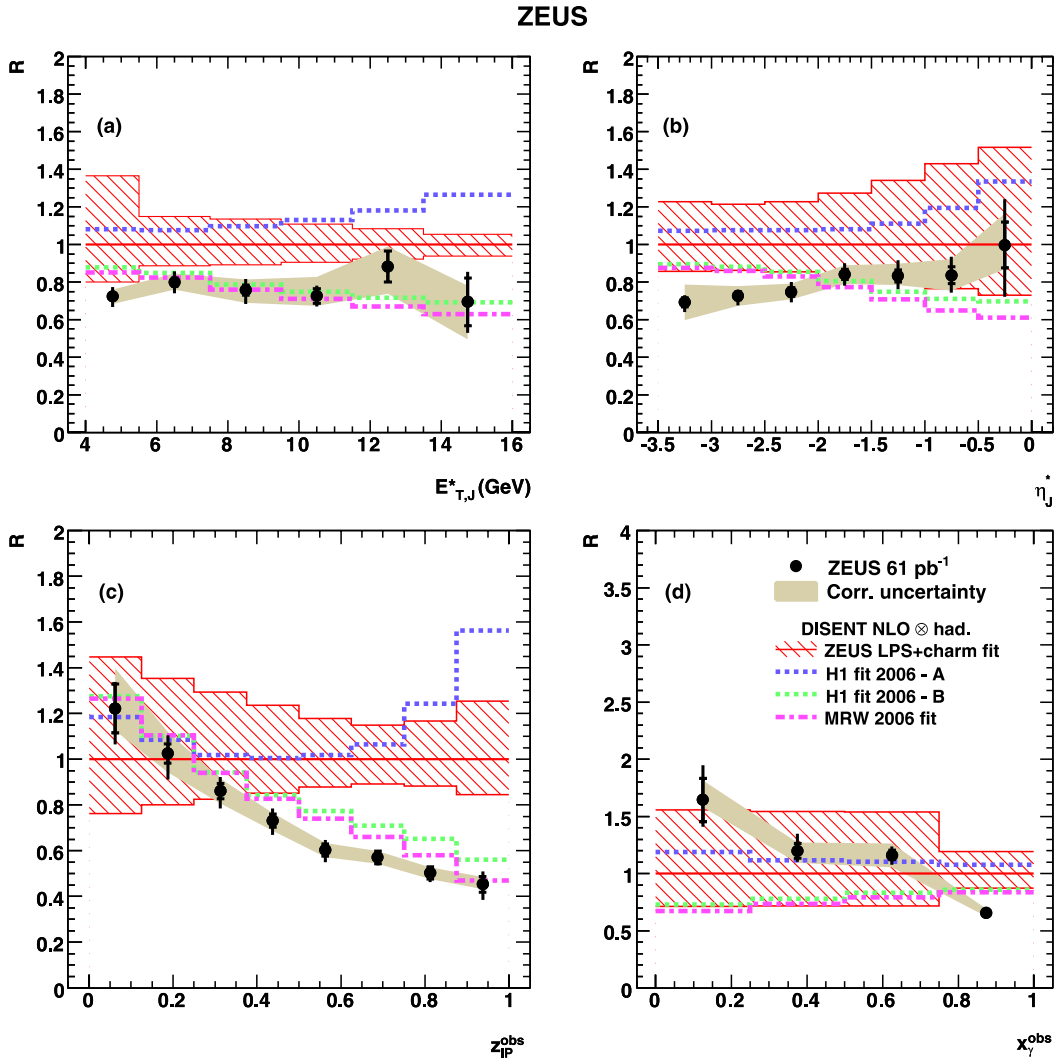 ZEUS
R
2
1.8
1.6
1.4
1.2
1
0.8
0.6
0.4
0.2
0
(a)
4 6 8 10 12 14 16
E*T,J (GeV)
R
2
1.8
1.6
1.4
1.2
1
0.8
0.6
0.4
0.2
0
(b)
-3.5 -3 -2.5 -2 -1.5 -1 -0.5 0
η*J
R
2
1.8
1.6
1.4
1.2
1
0.8
0.6
0.4
0.2
0
(c)
0 0.2 0.4 0.6 0.8 1
zIP^obs
R
4
3.5
3
2.5
2
1.5
1
0.5
0
(d)
ZEUS 61 pb⁻¹
Corr. uncertainty
DISENT NLO ⊗ had.
ZEUS LPS+charm fit
H1 fit 2006 - A
H1 fit 2006 - B
MRW 2006 fit
0 0.2 0.4 0.6 0.8 1
xγ^obs